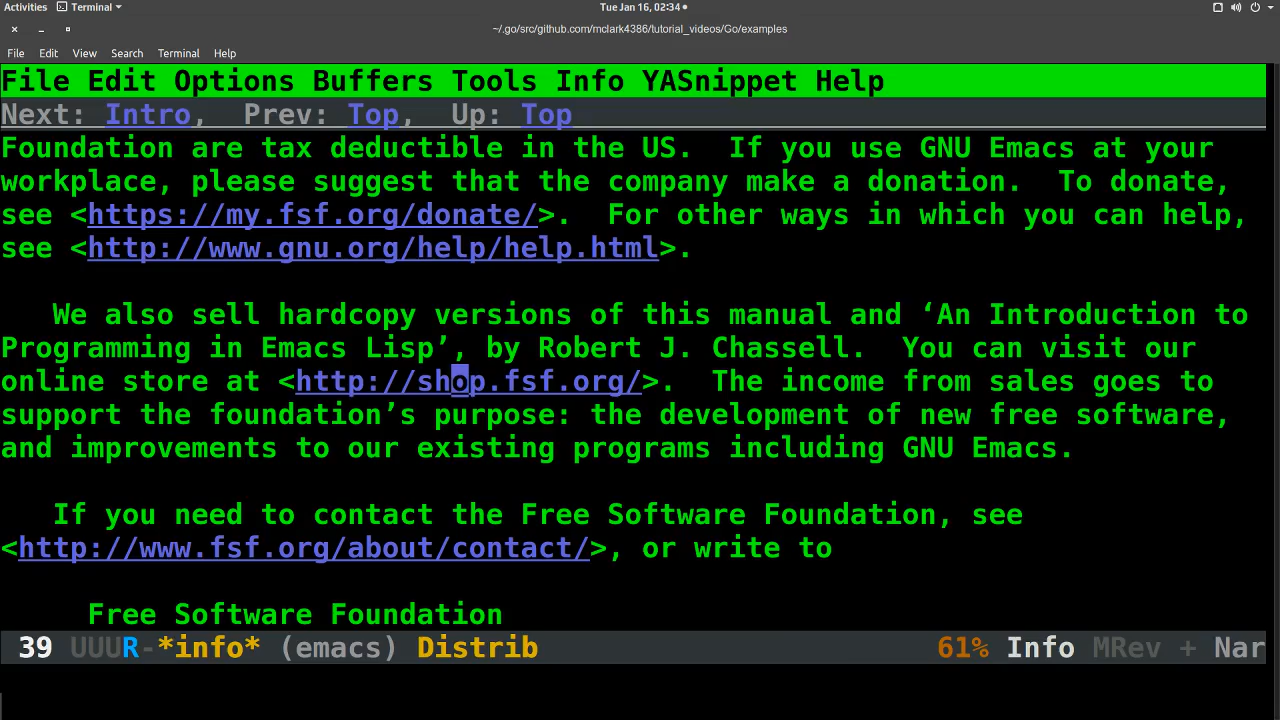 Activities Terminal Tue Jan 16, 02:34
~/.go/src/github.com/mclark4386/tutorial_videos/Go/examples
File Edit View Search Terminal Help
File Edit Options Buffers Tools Info YASnippet Help
Next: Intro, Prev: Top, Up: Top
Foundation are tax deductible in the US. If you use GNU Emacs at your
workplace, please suggest that the company make a donation. To donate,
see <https://my.fsf.org/donate/>. For other ways in which you can help,
see <http://www.gnu.org/help/help.html>.
We also sell hardcopy versions of this manual and ‘An Introduction to
Programming in Emacs Lisp’, by Robert J. Chassell. You can visit our
online store at <http://shop.fsf.org/>. The income from sales goes to
support the foundation’s purpose: the development of new free software,
and improvements to our existing programs including GNU Emacs.
If you need to contact the Free Software Foundation, see
<http://www.fsf.org/about/contact/>, or write to
Free Software Foundation
39 UUUR-*info* (emacs) Distrib 61% Info MRev + Nar